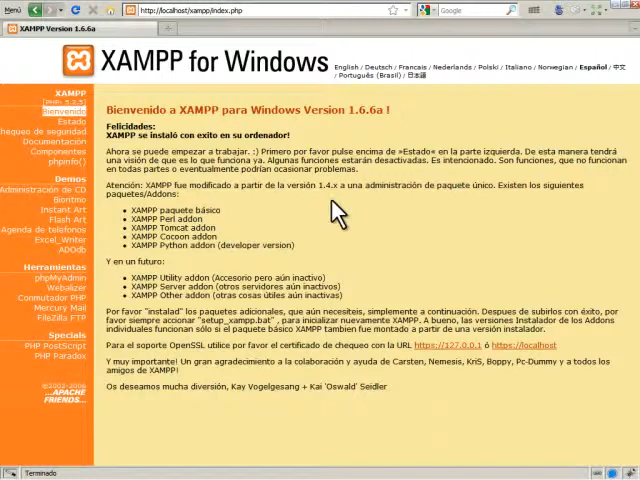 Menú
http://localhost/xampp/index.php
Google
XAMPP Version 1.6.6a
XAMPP for Windows
English / Deutsch / Francais / Nederlands / Polski / Italiano / Norwegian / Español / 中文
/ Português (Brasil) / 日本語
XAMPP
[PHP: 5.2.5]
Bienvenido
Estado
hequeo de seguridad
Documentación
Componentes
phpinfo()
Demos
Administración de CD
Bioritmo
Instant Art
Flash Art
Agenda de telefonos
Excel_Writer
ADOdb
Herramientas
phpMyAdmin
Webalizer
Conmutador PHP
Mercury Mail
FileZilla FTP
Specials
PHP PostScript
PHP Paradox
©2002-2006
...APACHE
FRIENDS...
Bienvenido a XAMPP para Windows Version 1.6.6a !
Felicidades:
XAMPP se instaló con exito en su ordenador!
Ahora se puede empezar a trabajar. :) Primero por favor pulse encima de »Estado« en la parte izquierda. De esta manera tendrá
una visión de que es lo que funciona ya. Algunas funciones estarán desactivadas. Es intencionado. Son funciones, que no funcionan
en todas partes o eventualmente podrían ocasionar problemas.
Atención: XAMPP fue modificado a partir de la versión 1.4.x a una administración de paquete único. Existen los siguientes
paquetes/Addons:
XAMPP paquete básico
XAMPP Perl addon
XAMPP Tomcat addon
XAMPP Cocoon addon
XAMPP Python addon (developer version)
Y en un futuro:
XAMPP Utility addon (Accesorio pero aún inactivo)
XAMPP Server addon (otros servidores aún inactivos)
XAMPP Other addon (otras cosas útiles aún inactivas)
Por favor "instalad" los paquetes adicionales, que aún necesiteis, simplemente a continuación. Despues de subirlos con éxito, por
favor siempre accionar "setup_xampp.bat" , para inicializar nuevamente XAMPP. A bueno, las versiones Instalador de los Addons
individuales funcionan sólo si el paquete básico XAMPP tambien fue montado a partir de una versión instalador.
Para el soporte OpenSSL utilice por favor el certificado de chequeo con la URL https://127.0.0.1 ó https://localhost
Y muy importante! Un gran agradecimiento a la colaboración y ayuda de Carsten, Nemesis, KriS, Boppy, Pc-Dummy y a todos los
amigos de XAMPP!
Os deseamos mucha diversión, Kay Vogelgesang + Kai 'Oswald' Seidler
Terminado